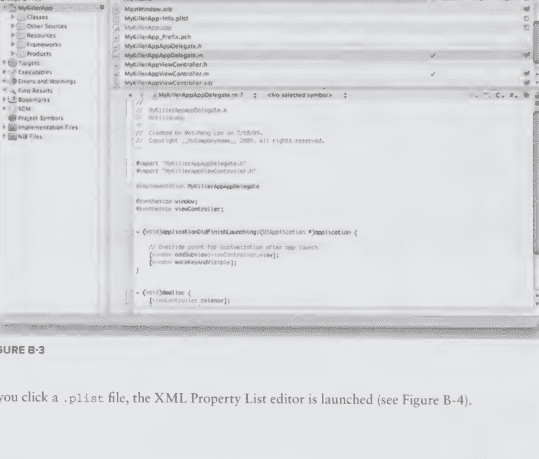 MyKillerApp
Classes
Other Sources
Resources
Frameworks
Products
Targets
Executables
Errors and Warnings
Find Results
Bookmarks
SCM
Project Symbols
Implementation Files
NIB Files
MainWindow.xib
MyKillerApp-Info.plist
MyKillerApp.app
MyKillerApp_Prefix.pch
MyKillerAppAppDelegate.h
MyKillerAppAppDelegate.m
MyKillerAppViewController.h
MyKillerAppViewController.m
MyKillerAppViewController.xib
MyKillerAppAppDelegate.m:7
<No selected symbol>
//
// MyKillerAppAppDelegate.m
// MyKillerApp
//
// Created by Wei-Meng Lee on 7/18/09.
// Copyright __MyCompanyName__ 2009. All rights reserved.
//
#import "MyKillerAppAppDelegate.h"
#import "MyKillerAppViewController.h"
@implementation MyKillerAppAppDelegate
@synthesize window;
@synthesize viewController;
- (void)applicationDidFinishLaunching:(UIApplication *)application {
// Override point for customization after app launch
[window addSubview:viewController.view];
[window makeKeyAndVisible];
}
- (void)dealloc {
[viewController release];
GURE B-3
you click a .plist file, the XML Property List editor is launched (see Figure B-4).